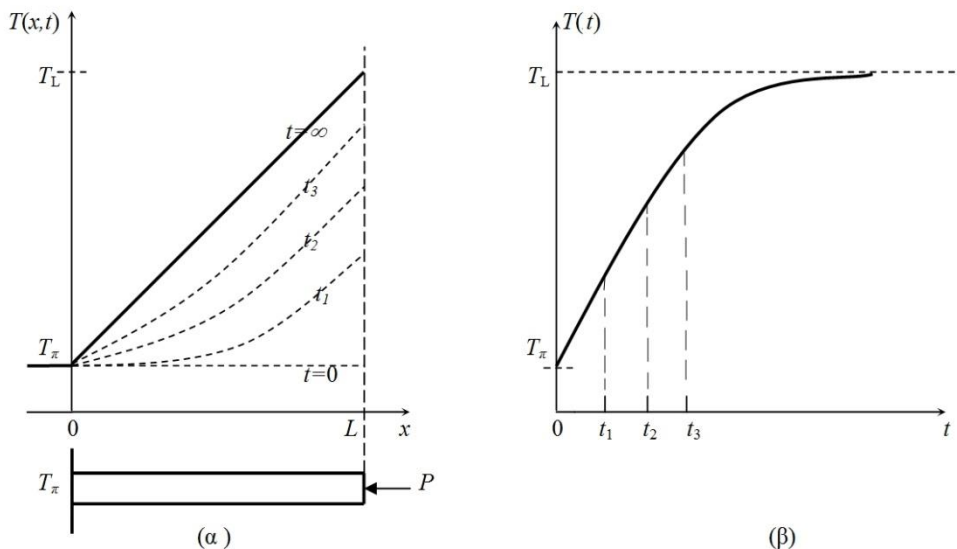 T(x,t)
T_L
t=∞
t_3
t_2
t_1
T_π
t=0
0 L x
T_π P
(α )
T( t)
T_L
T_π
0 t_1 t_2 t_3 t
(β)